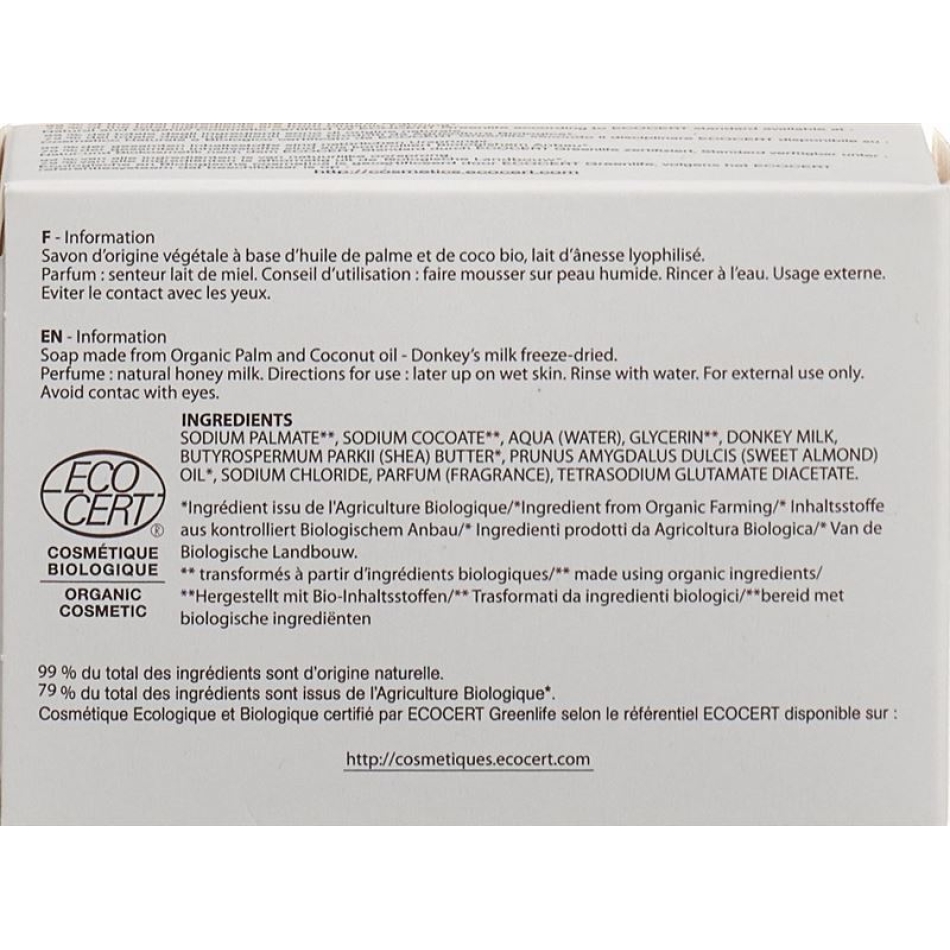 http://cosmetics.ecocert.com
F - Information
Savon d'origine végétale à base d'huile de palme et de coco bio, lait d'ânesse lyophilisé.
Parfum : senteur lait de miel. Conseil d'utilisation : faire mousser sur peau humide. Rincer à l'eau. Usage externe.
Eviter le contact avec les yeux.
EN - Information
Soap made from Organic Palm and Coconut oil - Donkey's milk freeze-dried.
Perfume : natural honey milk. Directions for use : later up on wet skin. Rinse with water. For external use only.
Avoid contac with eyes.
INGREDIENTS
SODIUM PALMATE**, SODIUM COCOATE**, AQUA (WATER), GLYCERIN**, DONKEY MILK,
BUTYROSPERMUM PARKII (SHEA) BUTTER*, PRUNUS AMYGDALUS DULCIS (SWEET ALMOND)
OIL*, SODIUM CHLORIDE, PARFUM (FRAGRANCE), TETRASODIUM GLUTAMATE DIACETATE.
*Ingrédient issu de l'Agriculture Biologique/*Ingredient from Organic Farming/* Inhaltsstoffe
aus kontrolliert Biologischem Anbau/* Ingredienti prodotti da Agricoltura Biologica/* Van de
Biologische Landbouw.
** transformés à partir d'ingrédients biologiques/** made using organic ingredients/
**Hergestellt mit Bio-Inhaltsstoffen/** Trasformati da ingredienti biologici/**bereid met
biologische ingrediënten
ECO
CERT®
COSMÉTIQUE
BIOLOGIQUE
ORGANIC
COSMETIC
99 % du total des ingrédients sont d'origine naturelle.
79 % du total des ingrédients sont issus de l'Agriculture Biologique*.
Cosmétique Ecologique et Biologique certifié par ECOCERT Greenlife selon le référentiel ECOCERT disponible sur :
http://cosmetiques.ecocert.com